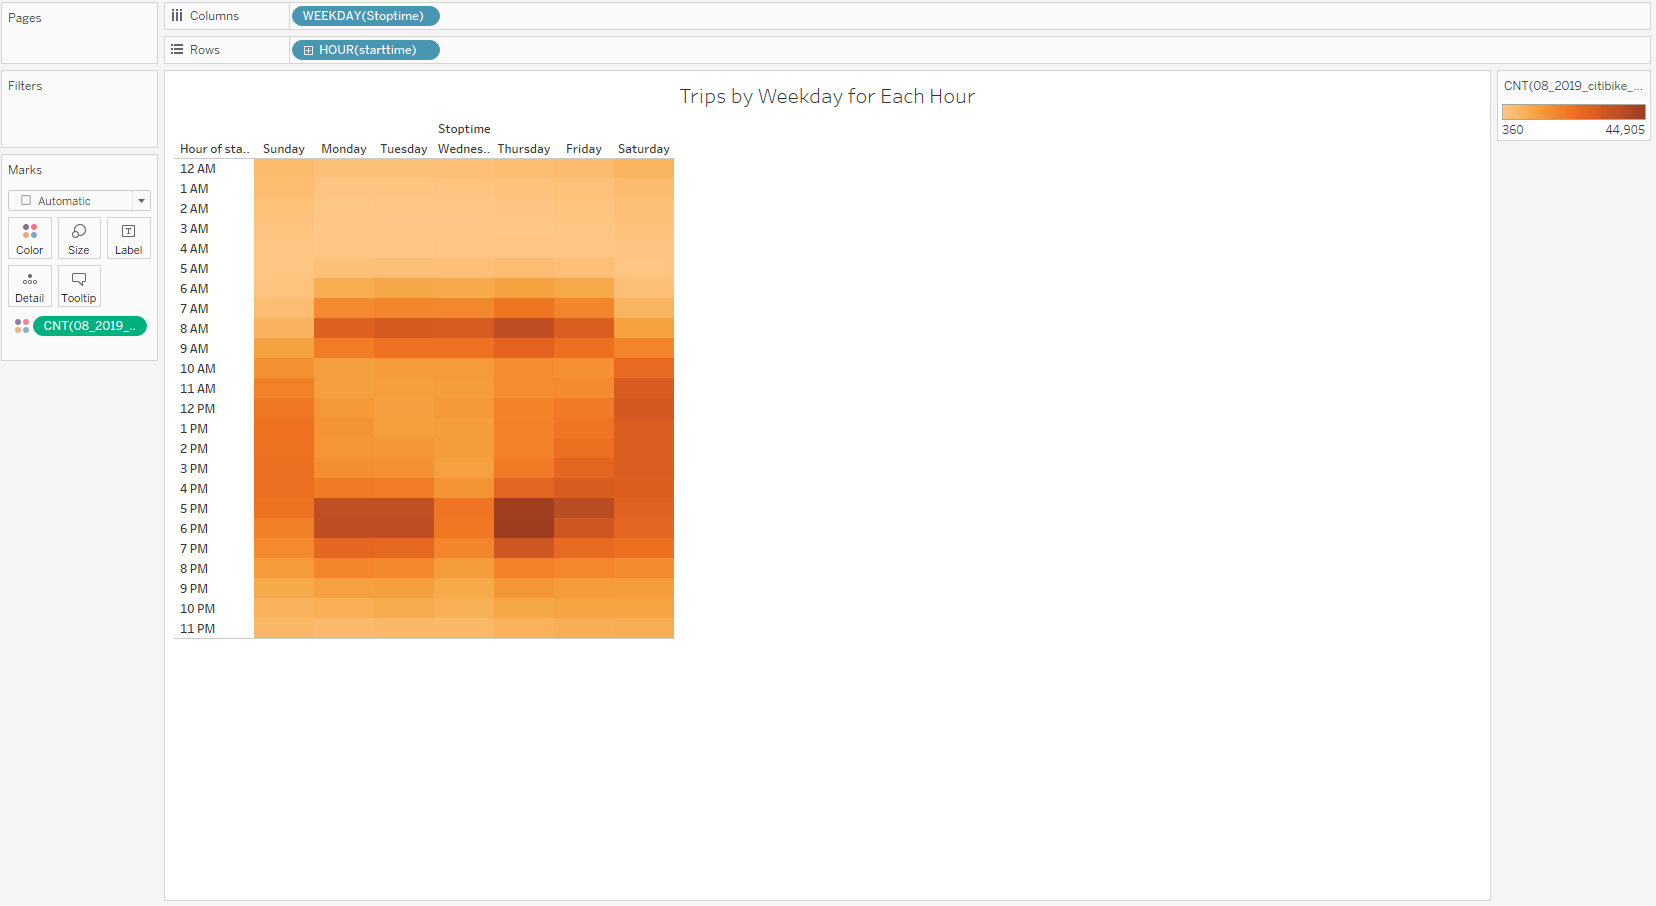 Pages
Columns
WEEKDAY(Stoptime)
Rows
HOUR(starttime)
Filters
Marks
Automatic
Color
Size
Label
Detail
Tooltip
CNT(08_2019_..
Trips by Weekday for Each Hour
Stoptime
Hour of sta.. Sunday Monday Tuesday Wednes.. Thursday Friday Saturday
12 AM
1 AM
2 AM
3 AM
4 AM
5 AM
6 AM
7 AM
8 AM
9 AM
10 AM
11 AM
12 PM
1 PM
2 PM
3 PM
4 PM
5 PM
6 PM
7 PM
8 PM
9 PM
10 PM
11 PM
CNT(08_2019_citibike_...
360 44,905